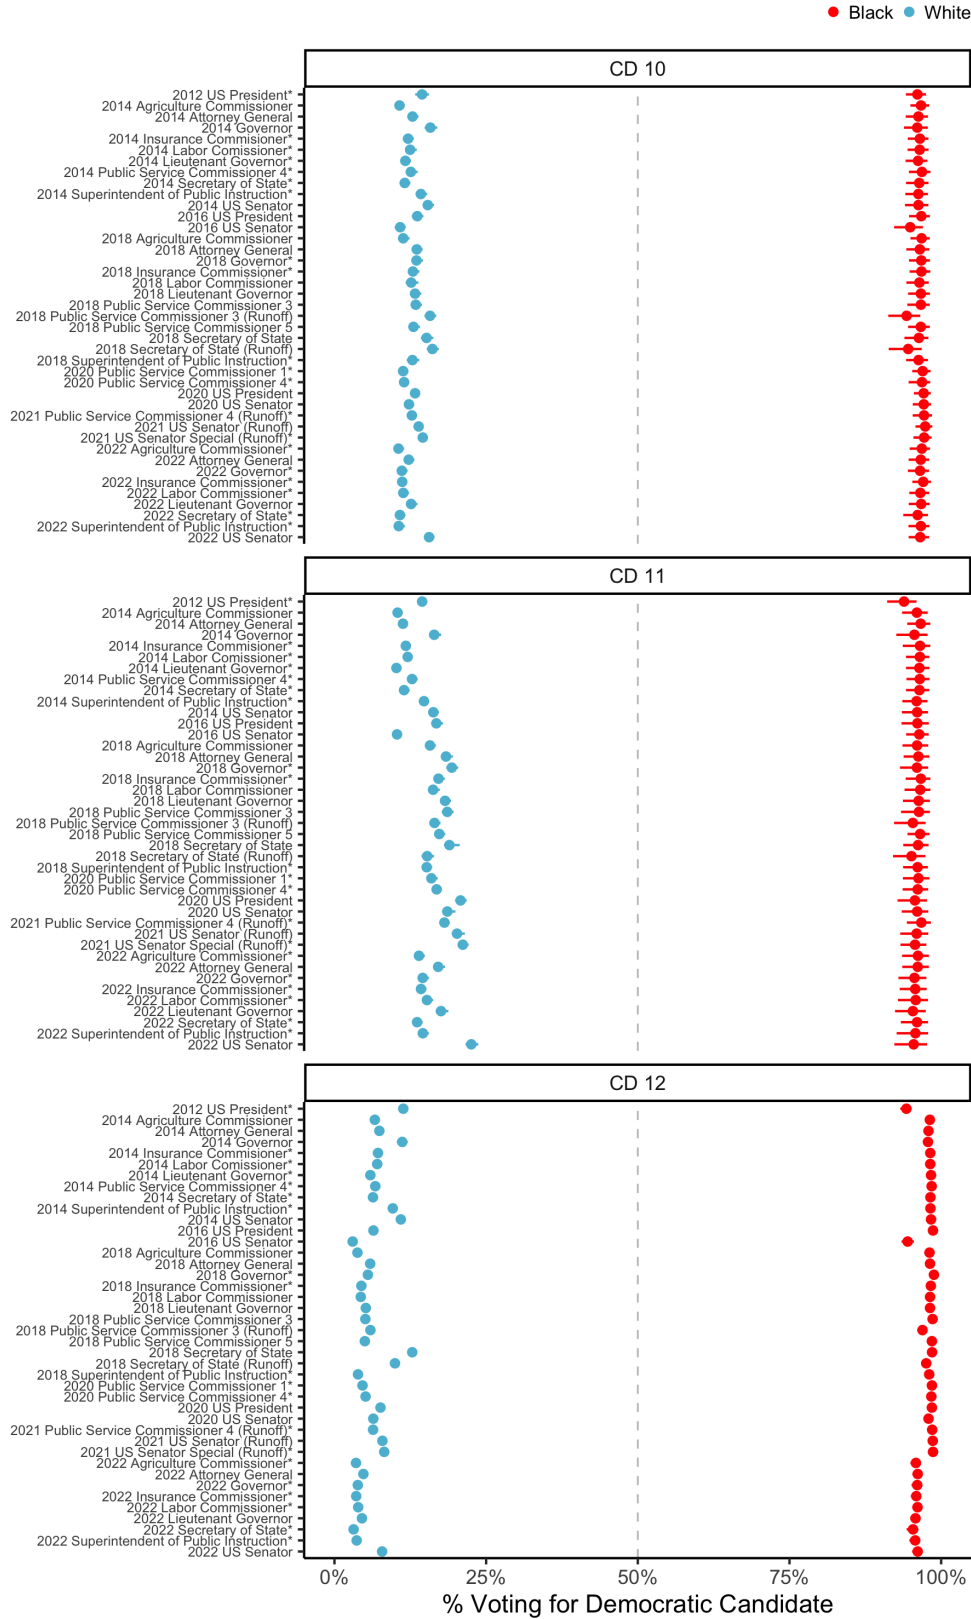 Black White
CD 10
2012 US President*
2014 Agriculture Commissioner
2014 Attorney General
2014 Governor
2014 Insurance Commisioner*
2014 Labor Comissioner*
2014 Lieutenant Governor*
2014 Public Service Commissioner 4*
2014 Secretary of State*
2014 Superintendent of Public Instruction*
2014 US Senator
2016 US President
2016 US Senator
2018 Agriculture Commissioner
2018 Attorney General
2018 Governor*
2018 Insurance Commissioner*
2018 Labor Commissioner
2018 Lieutenant Governor
2018 Public Service Commissioner 3
2018 Public Service Commissioner 3 (Runoff)
2018 Public Service Commissioner 5
2018 Secretary of State
2018 Secretary of State (Runoff)
2018 Superintendent of Public Instruction*
2020 Public Service Commissioner 1*
2020 Public Service Commissioner 4*
2020 US President
2020 US Senator
2021 Public Service Commissioner 4 (Runoff)*
2021 US Senator (Runoff)
2021 US Senator Special (Runoff)*
2022 Agriculture Commissioner*
2022 Attorney General
2022 Governor*
2022 Insurance Commissioner*
2022 Labor Commissioner*
2022 Lieutenant Governor
2022 Secretary of State*
2022 Superintendent of Public Instruction*
2022 US Senator
CD 11
2012 US President*
2014 Agriculture Commissioner
2014 Attorney General
2014 Governor
2014 Insurance Commisioner*
2014 Labor Comissioner*
2014 Lieutenant Governor*
2014 Public Service Commissioner 4*
2014 Secretary of State*
2014 Superintendent of Public Instruction*
2014 US Senator
2016 US President
2016 US Senator
2018 Agriculture Commissioner
2018 Attorney General
2018 Governor*
2018 Insurance Commissioner*
2018 Labor Commissioner
2018 Lieutenant Governor
2018 Public Service Commissioner 3
2018 Public Service Commissioner 3 (Runoff)
2018 Public Service Commissioner 5
2018 Secretary of State
2018 Secretary of State (Runoff)
2018 Superintendent of Public Instruction*
2020 Public Service Commissioner 1*
2020 Public Service Commissioner 4*
2020 US President
2020 US Senator
2021 Public Service Commissioner 4 (Runoff)*
2021 US Senator (Runoff)
2021 US Senator Special (Runoff)*
2022 Agriculture Commissioner*
2022 Attorney General
2022 Governor*
2022 Insurance Commissioner*
2022 Labor Commissioner*
2022 Lieutenant Governor
2022 Secretary of State*
2022 Superintendent of Public Instruction*
2022 US Senator
CD 12
2012 US President*
2014 Agriculture Commissioner
2014 Attorney General
2014 Governor
2014 Insurance Commisioner*
2014 Labor Comissioner*
2014 Lieutenant Governor*
2014 Public Service Commissioner 4*
2014 Secretary of State*
2014 Superintendent of Public Instruction*
2014 US Senator
2016 US President
2016 US Senator
2018 Agriculture Commissioner
2018 Attorney General
2018 Governor*
2018 Insurance Commissioner*
2018 Labor Commissioner
2018 Lieutenant Governor
2018 Public Service Commissioner 3
2018 Public Service Commissioner 3 (Runoff)
2018 Public Service Commissioner 5
2018 Secretary of State
2018 Secretary of State (Runoff)
2018 Superintendent of Public Instruction*
2020 Public Service Commissioner 1*
2020 Public Service Commissioner 4*
2020 US President
2020 US Senator
2021 Public Service Commissioner 4 (Runoff)*
2021 US Senator (Runoff)
2021 US Senator Special (Runoff)*
2022 Agriculture Commissioner*
2022 Attorney General
2022 Governor*
2022 Insurance Commissioner*
2022 Labor Commissioner*
2022 Lieutenant Governor
2022 Secretary of State*
2022 Superintendent of Public Instruction*
2022 US Senator
0% 25% 50% 75% 100%
% Voting for Democratic Candidate